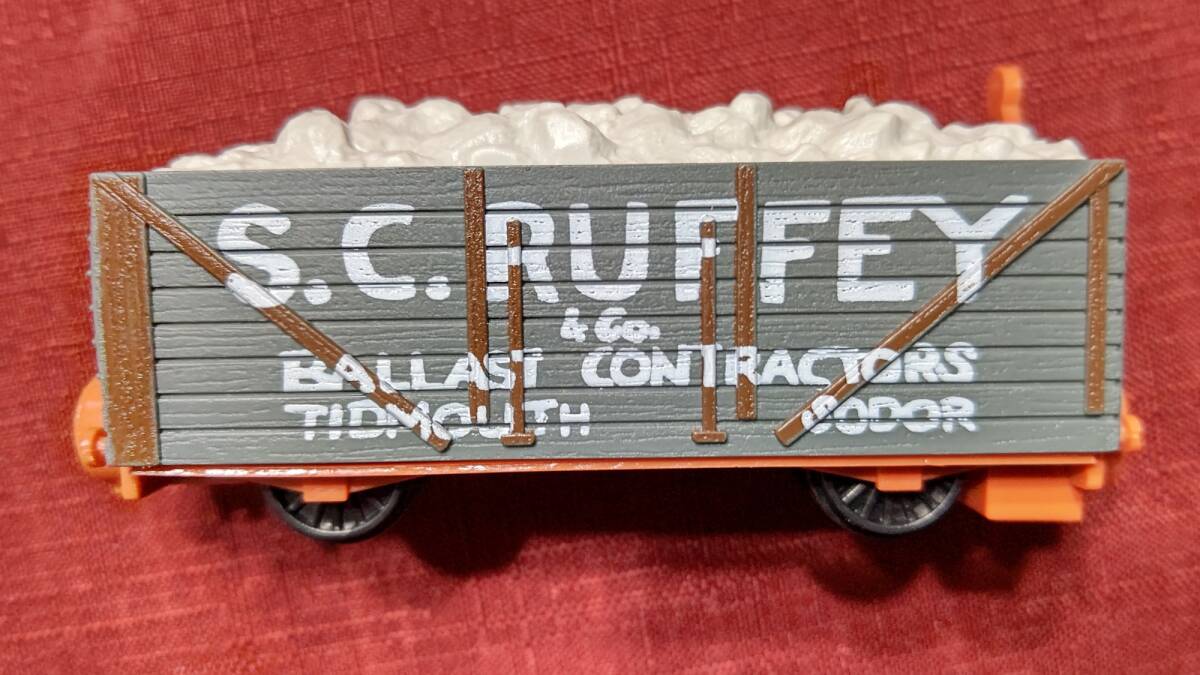 S.C. RUFFEY
& Co.
BALLAST CONTRACTORS
TIDMOUTH SODOR